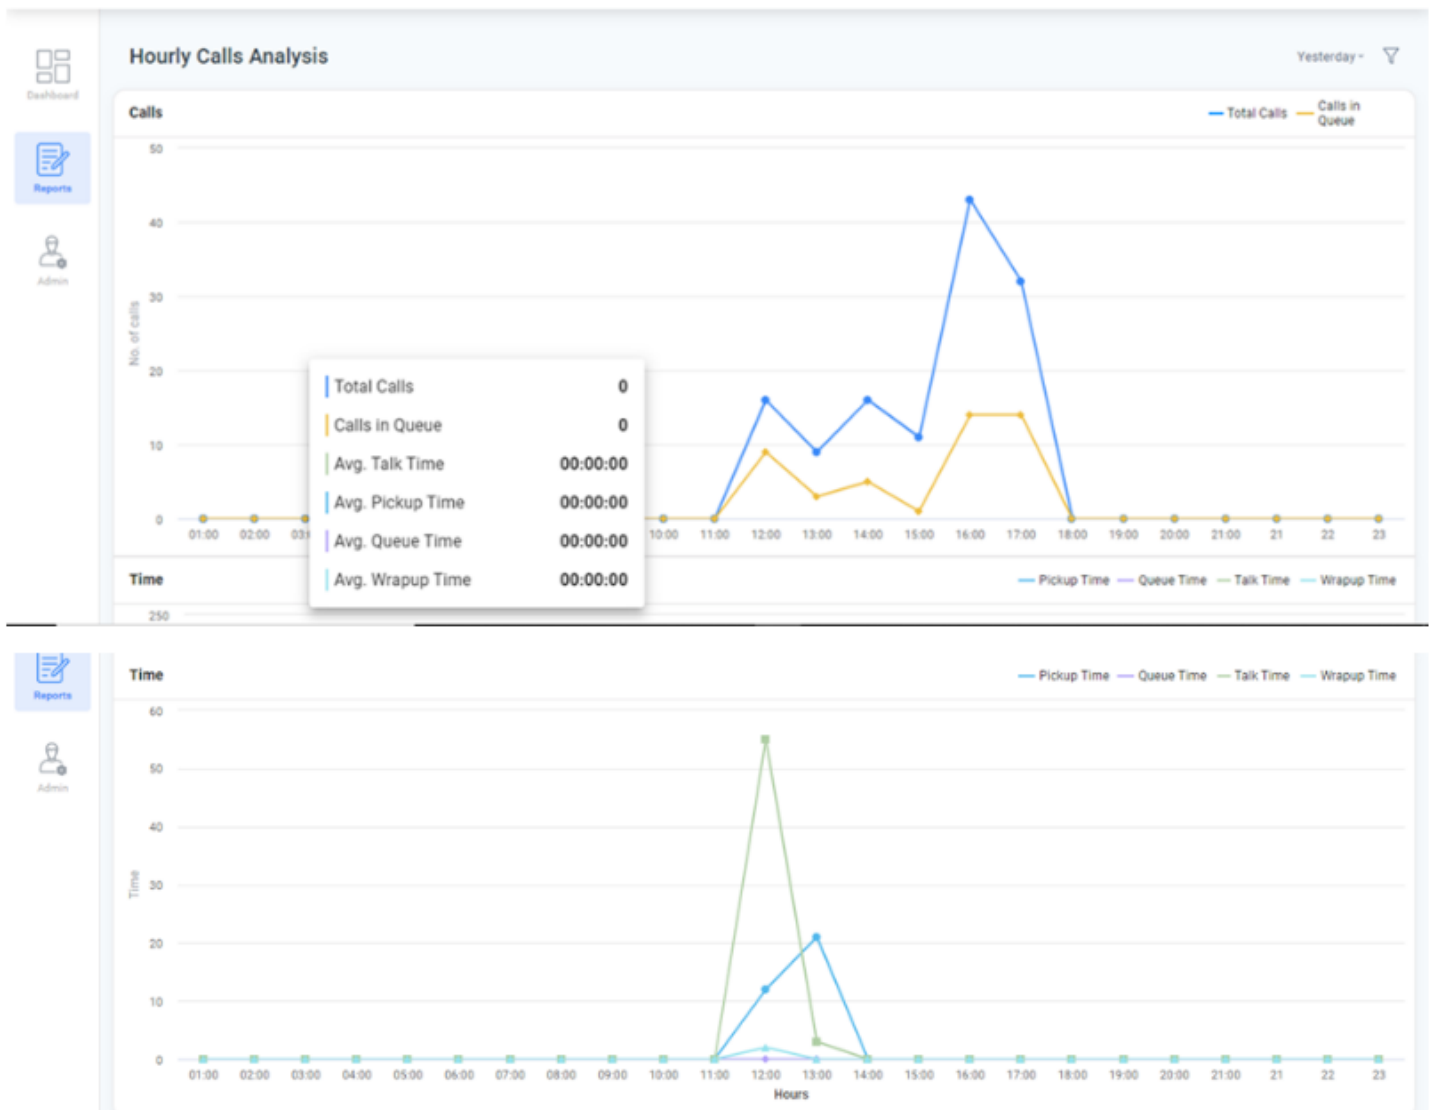 Hourly Calls Analysis
Yesterday
Dashboard
Reports
Admin
Calls
Total Calls
Calls in
Queue
50
40
30
20
10
0
No. of calls
Total Calls 0
Calls in Queue 0
Avg. Talk Time 00:00:00
Avg. Pickup Time 00:00:00
Avg. Queue Time 00:00:00
Avg. Wrapup Time 00:00:00
01:00 02:00 03: 10:00 11:00 12:00 13:00 14:00 15:00 16:00 17:00 18:00 19:00 20:00 21:00 21 22 23
Time
Pickup Time Queue Time Talk Time Wrapup Time
250
Reports
Admin
Time
Pickup Time Queue Time Talk Time Wrapup Time
60
50
40
30
20
10
0
Time
01:00 02:00 03:00 04:00 05:00 06:00 07:00 08:00 09:00 10:00 11:00 12:00 13:00 14:00 15:00 16:00 17:00 18:00 19:00 20:00 21:00 21 22 23
Hours